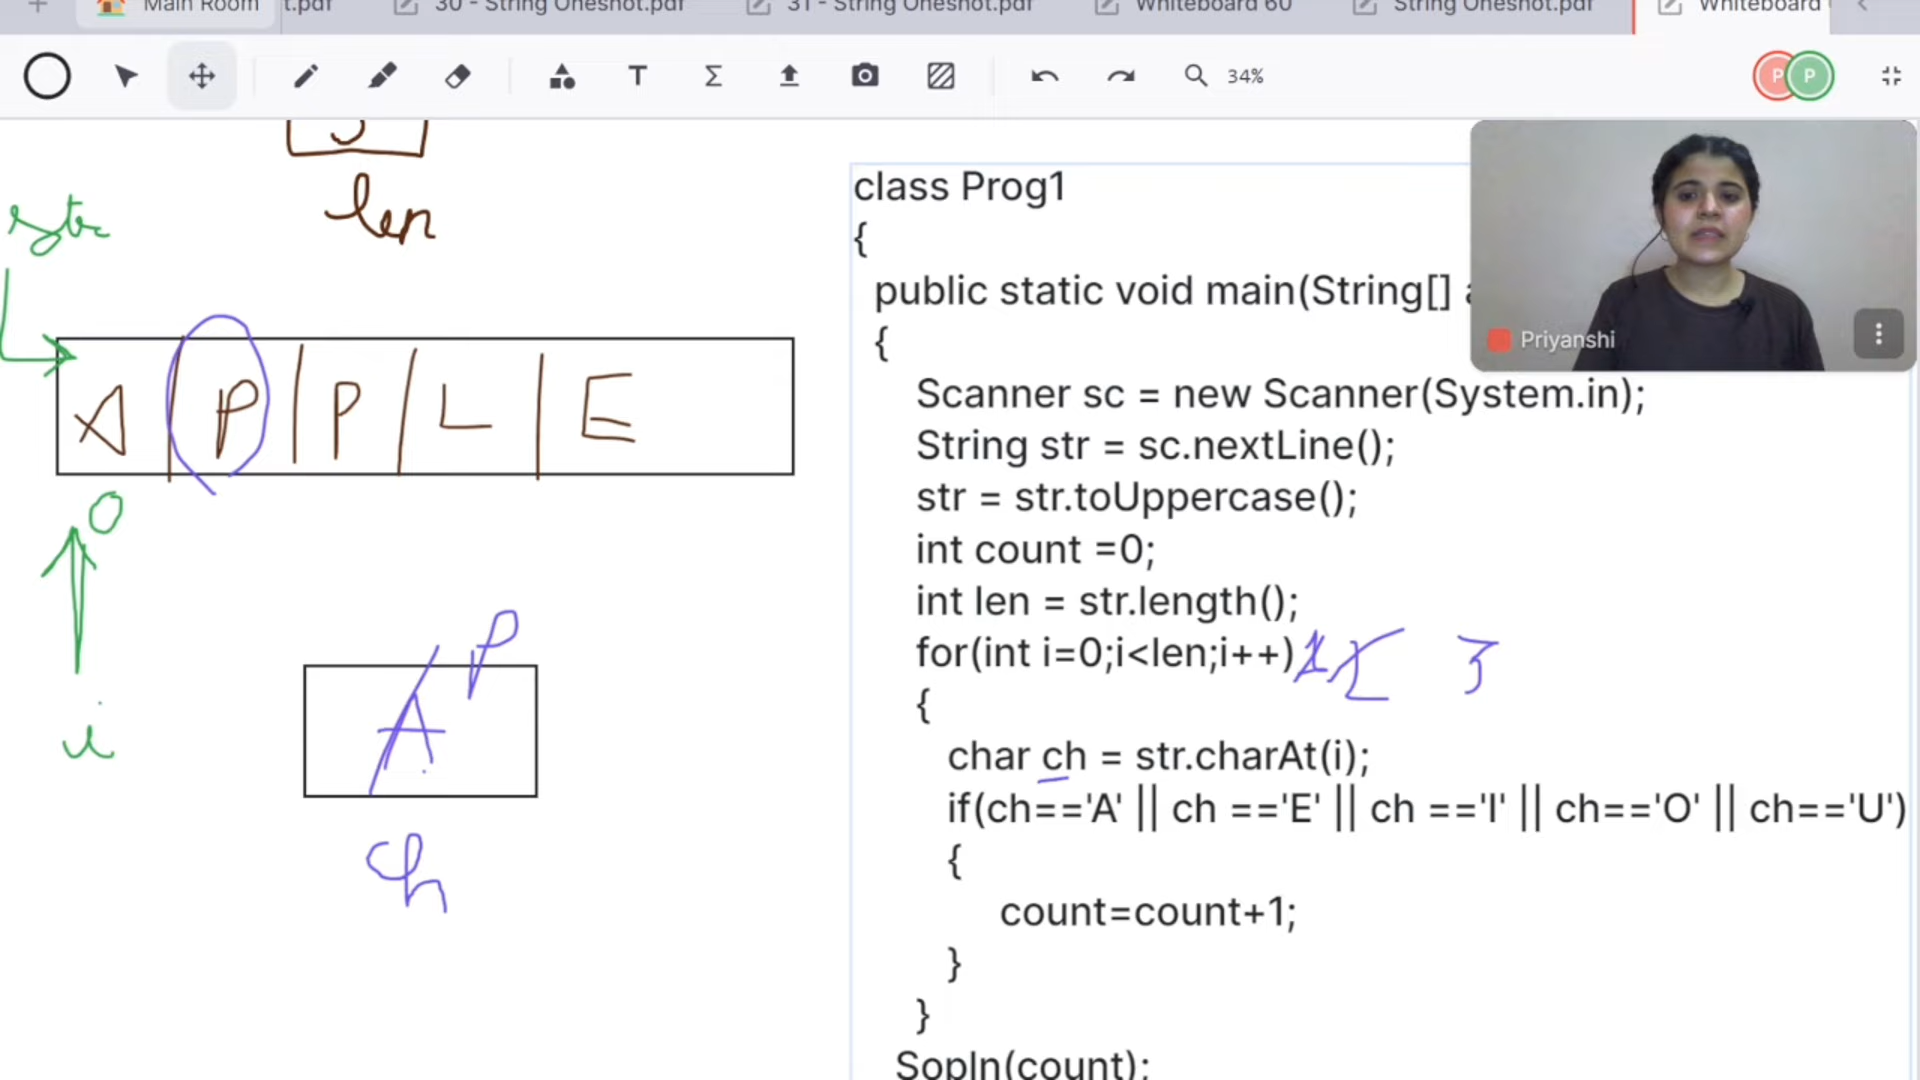 Main Room
t.pdf
30 - String Oneshot.pdf
31 - String Oneshot.pdf
Whiteboard 60
String Oneshot.pdf
Whiteboard
T
Σ
34%
P
P
len
str
A P P L E
0
i
A P
ch
class Prog1
{
public static void main(String[] a
{
Scanner sc = new Scanner(System.in);
String str = sc.nextLine();
str = str.toUppercase();
int count =0;
int len = str.length();
for(int i=0;i<len;i++)
{
char ch = str.charAt(i);
if(ch=='A' || ch =='E' || ch =='I' || ch=='O' || ch=='U')
{
count=count+1;
}
}
Sopln(count);
Priyanshi